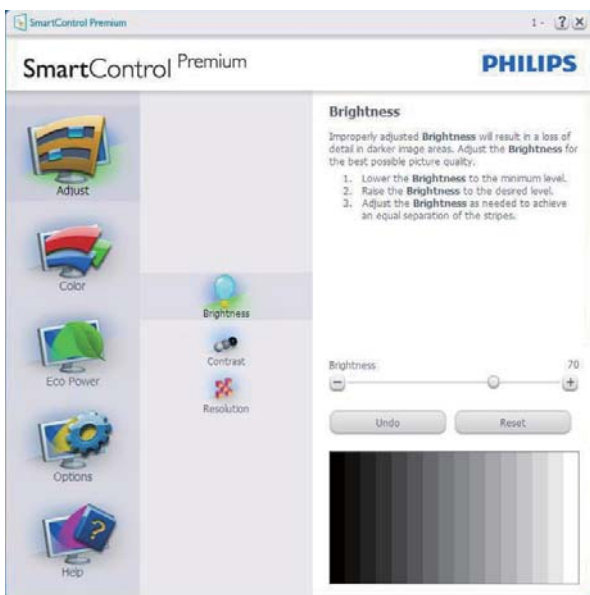 SmartControl Premium
1 - ? ×
SmartControl Premium
PHILIPS
Adjust
Color
Eco Power
Options
? 
Help
Brightness
Contrast
Resolution
Brightness
Improperly adjusted Brightness will result in a loss of
detail in darker image areas. Adjust the Brightness for
the best possible picture quality.
1. Lower the Brightness to the minimum level.
2. Raise the Brightness to the desired level.
3. Adjust the Brightness as needed to achieve
an equal separation of the stripes.
Brightness 70
Undo Reset